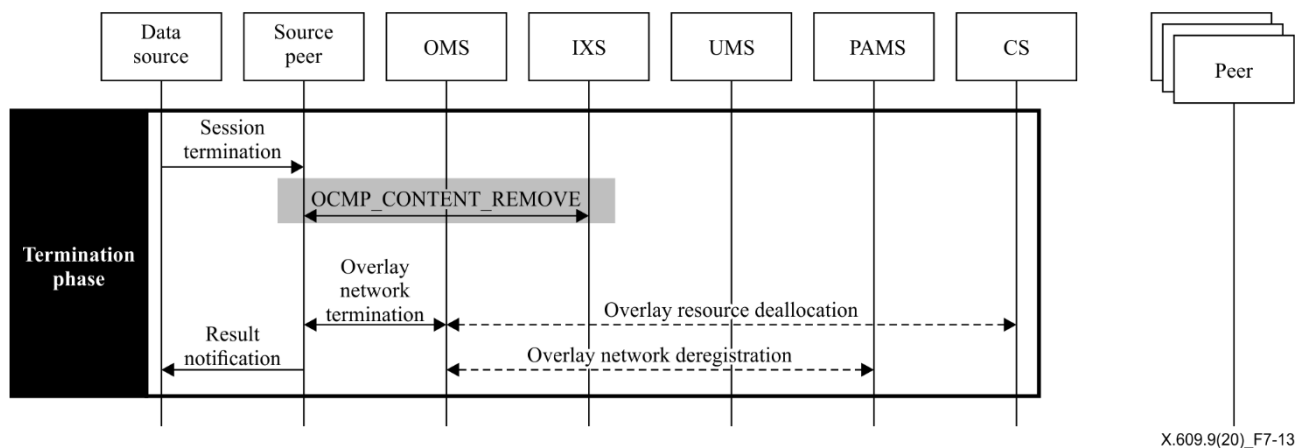 Data
source
Source
peer
OMS
IXS
UMS
PAMS
CS
Peer
Session
termination
OCMP_CONTENT_REMOVE
Termination
phase
Overlay
network
termination
Overlay resource deallocation
Result
notification
Overlay network deregistration
X.609.9(20)_F7-13